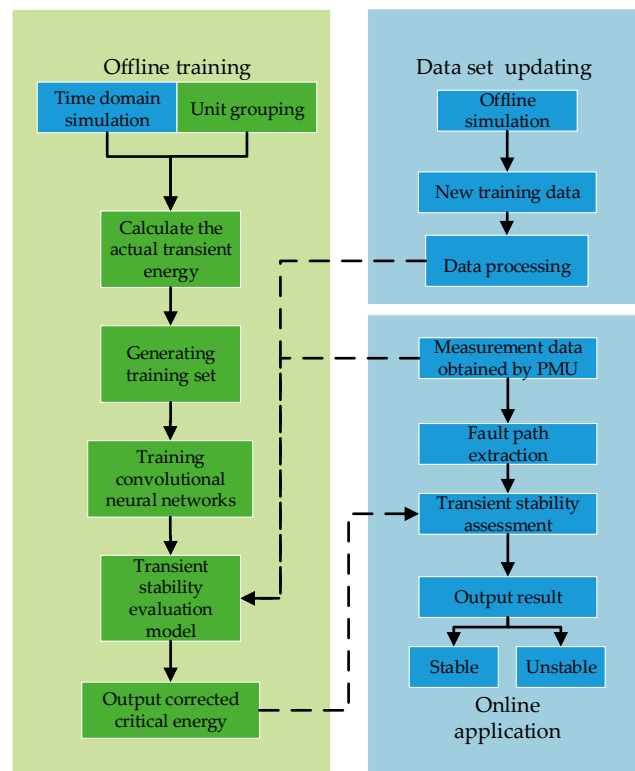 Offline training
Time domain
simulation
Unit grouping
Calculate the
actual transient
energy
Generating
training set
Training
convolutional
neural networks
Transient
stability
evaluation
model
Output corrected
critical energy
Data set updating
Offline
simulation
New training data
Data processing
Measurement data
obtained by PMU
Fault path
extraction
Transient stability
assessment
Output result
Stable
Unstable
Online
application